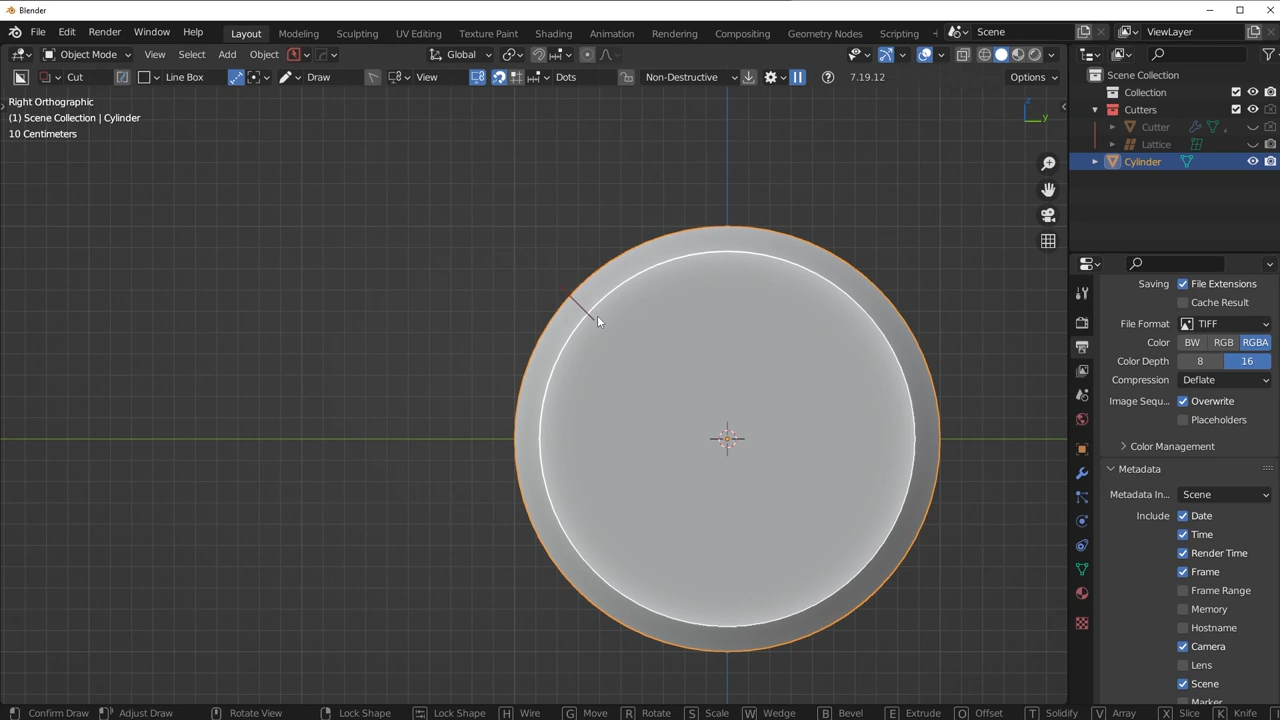 Blender
File Edit Render Window Help Layout Modeling Sculpting UV Editing Texture Paint Shading Animation Rendering Compositing Geometry Nodes Scripting Scene ViewLayer
Object Mode View Select Add Object Global
Cut Line Box Draw View Dots Non-Destructive 7.19.12 Options
Right Orthographic
(1) Scene Collection | Cylinder
10 Centimeters
z
y
Scene Collection
Collection
Cutters
Cutter
Lattice
Cylinder
Saving File Extensions
Cache Result
File Format TIFF
Color BW RGB RGBA
Color Depth 8 16
Compression Deflate
Image Sequ... Overwrite
Placeholders
Color Management
Metadata
Metadata In... Scene
Include Date
Time
Render Time
Frame
Frame Range
Memory
Hostname
Camera
Lens
Scene
Marker
Confirm Draw Adjust Draw Rotate View Lock Shape Lock Shape H Wire G Move R Rotate S Scale W Wedge B Bevel E Extrude O Offset T Solidify V Array X Slice K Knife